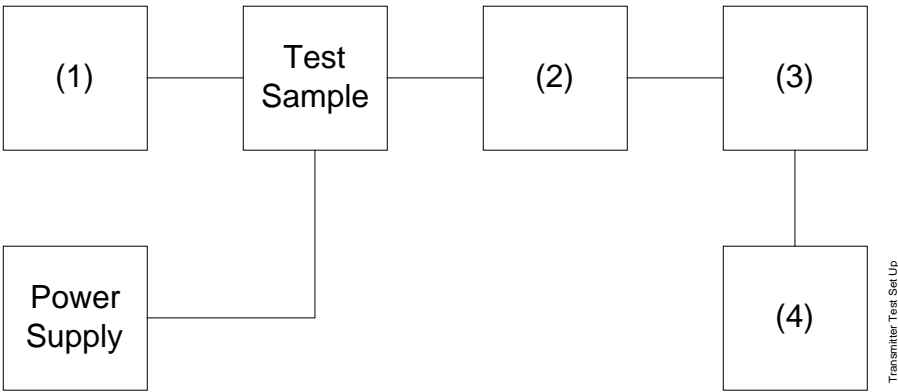 (1)
Test
Sample
(2)
(3)
Power
Supply
(4)
Transmitter Test Set Up